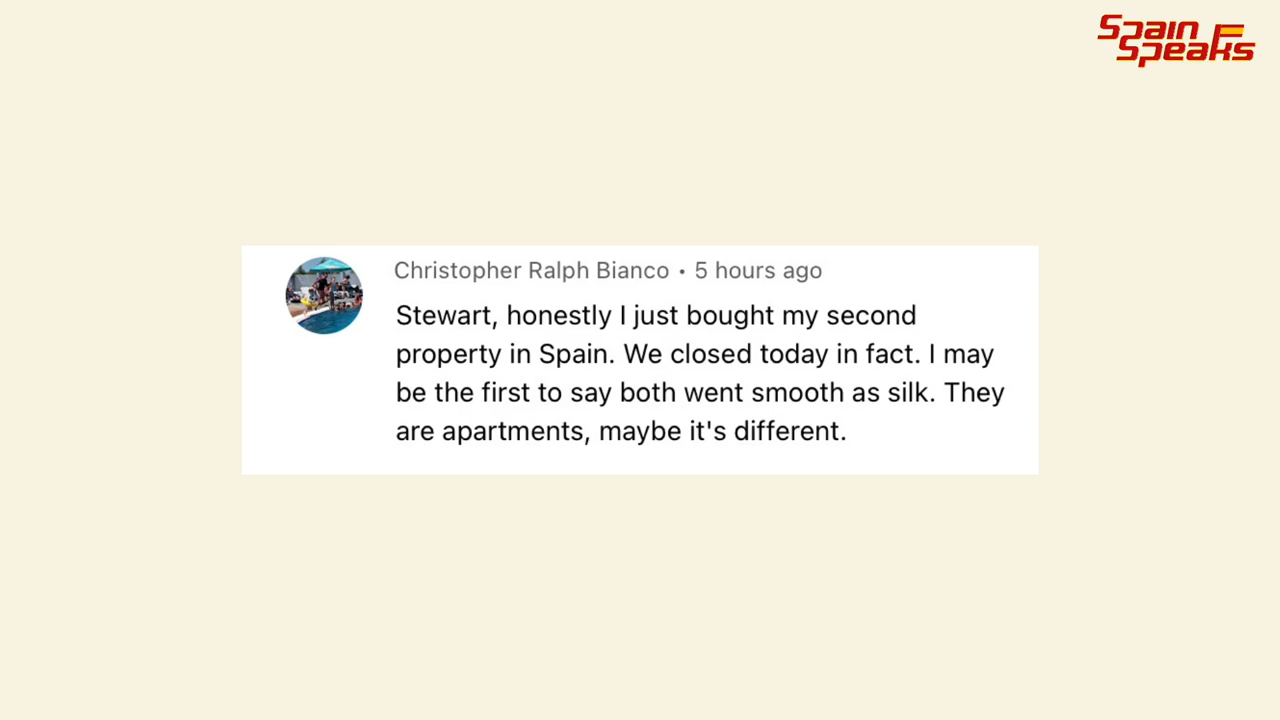 Spain
Speaks
Christopher Ralph Bianco • 5 hours ago
Stewart, honestly I just bought my second
property in Spain. We closed today in fact. I may
be the first to say both went smooth as silk. They
are apartments, maybe it's different.